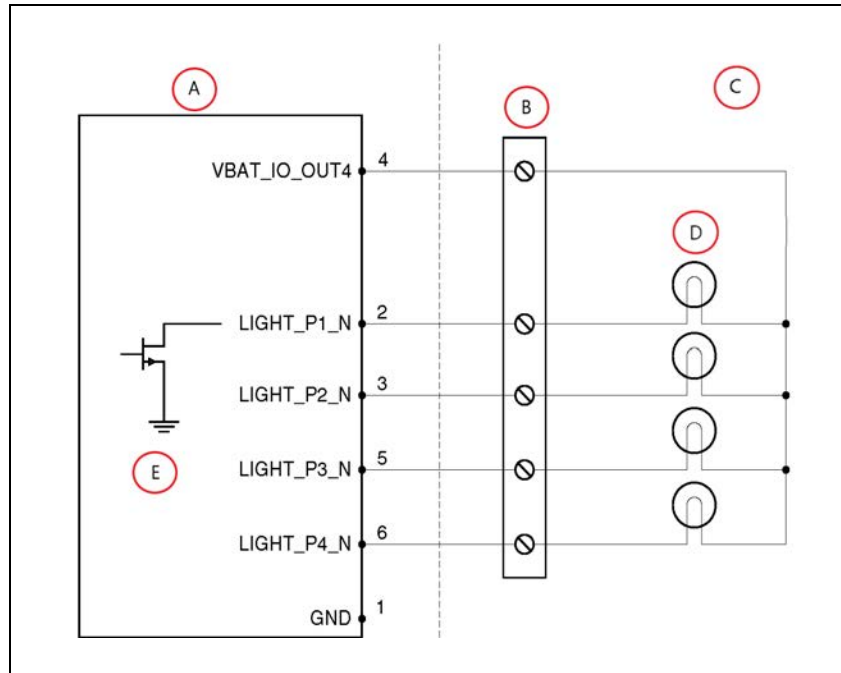 A
B
C
VBAT_IO_OUT4 4
D
LIGHT_P1_N 2
LIGHT_P2_N 3
E
LIGHT_P3_N 5
LIGHT_P4_N 6
GND 1